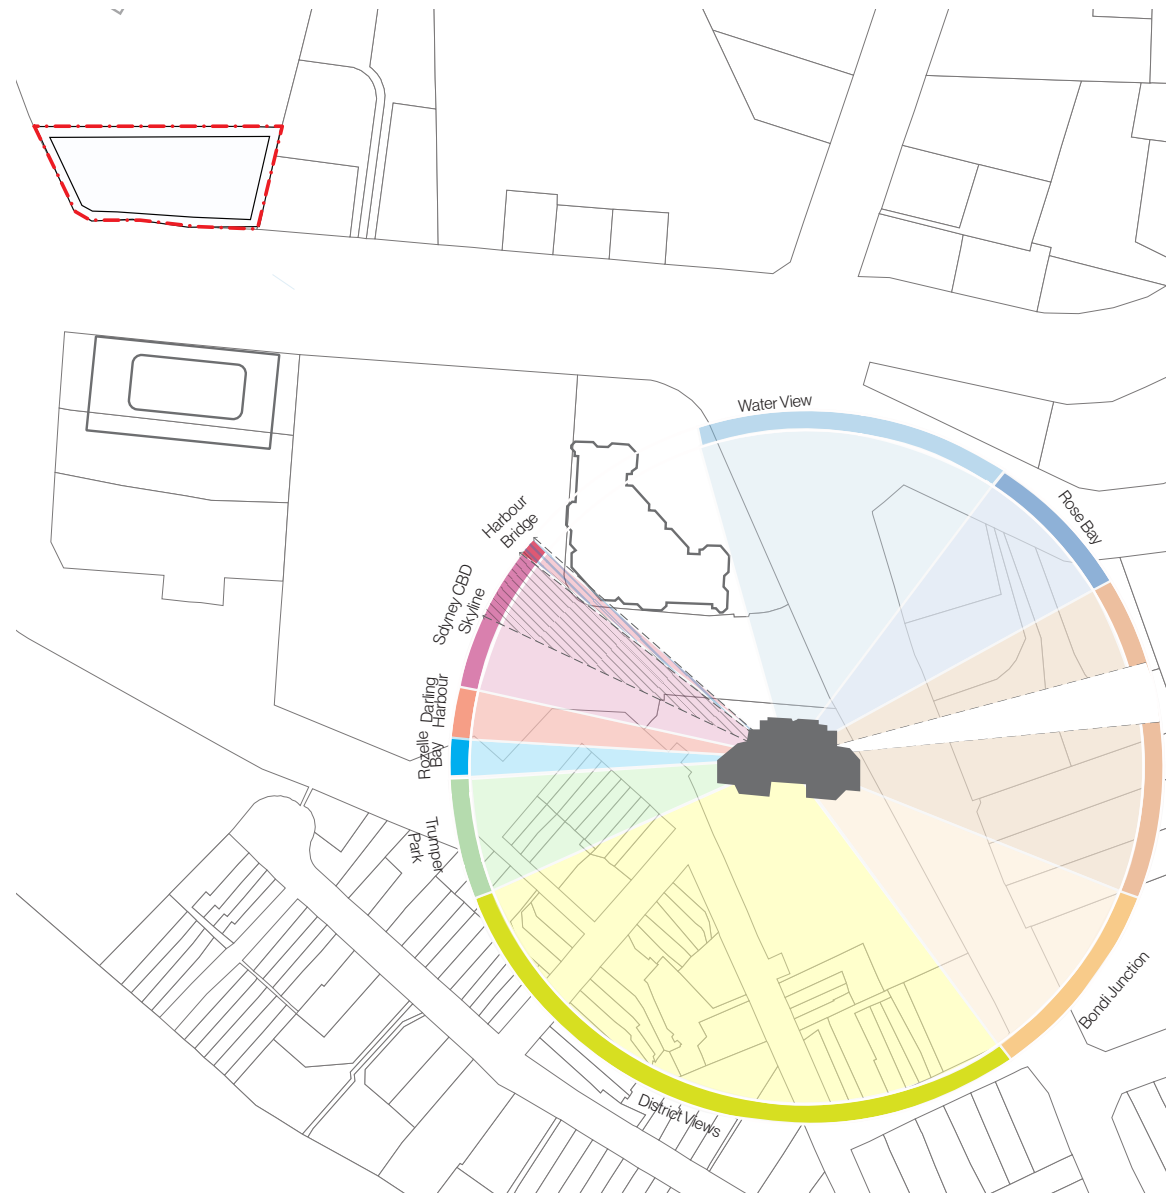 Water View
Rose Bay
Harbour
Bridge
Sdyney CBD
Skyline
Darling
Harbour
Rozelle
Bay
Trumper
Park
Bondi Junction
District Views